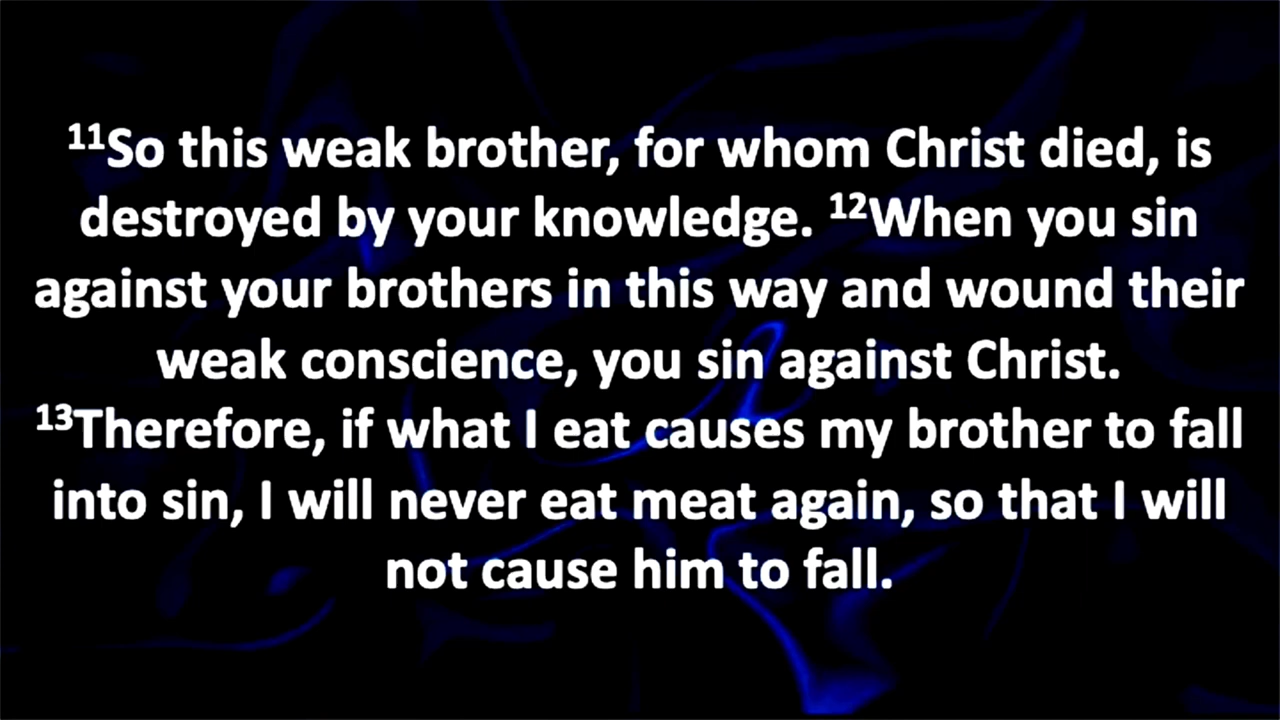 ¹¹So this weak brother, for whom Christ died, is
destroyed by your knowledge. ¹²When you sin
against your brothers in this way and wound their
weak conscience, you sin against Christ.
¹³Therefore, if what I eat causes my brother to fall
into sin, I will never eat meat again, so that I will
not cause him to fall.